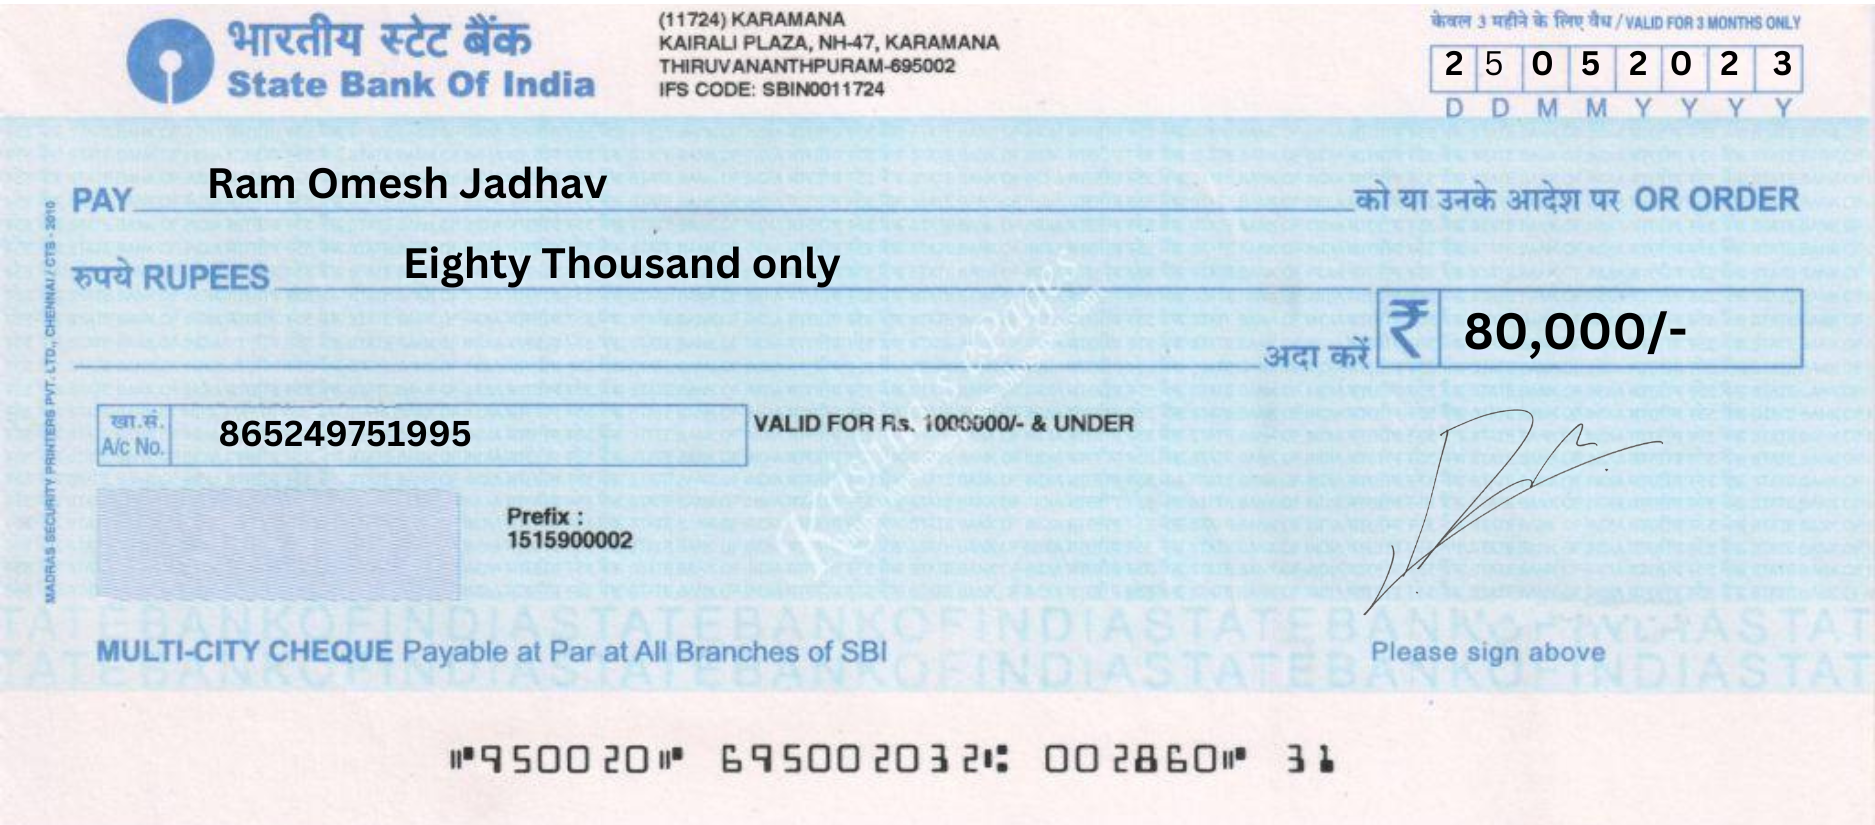 भारतीय स्टेट बैंक
State Bank Of India
(11724) KARAMANA
KAIRALI PLAZA, NH-47, KARAMANA
THIRUVANANTHPURAM-695002
IFS CODE: SBIN0011724
केवल 3 महीने के लिए वैध / VALID FOR 3 MONTHS ONLY
2 5 0 5 2 0 2 3
D D M M Y Y Y Y
PAY Ram Omesh Jadhav को या उनके आदेश पर OR ORDER
रुपये RUPEES Eighty Thousand only
अदा करें ₹ 80,000/-
खा.सं.
A/c No. 865249751995
VALID FOR Rs. 1000000/- & UNDER
Prefix :
1515900002
MADRAS SECURITY PRINTERS PVT. LTD., CHENNAI / CTS - 2010
TATEBANKOFINDIASTATEBANKOFINDIASTATEBANKOFINDIASTAT
TATEBANKOFINDIASTATEBANKOFINDIASTATEBANKOFINDIASTAT
MULTI-CITY CHEQUE Payable at Par at All Branches of SBI
Please sign above
⑈950020⑈ 695002032⑆ 002860⑈ 31